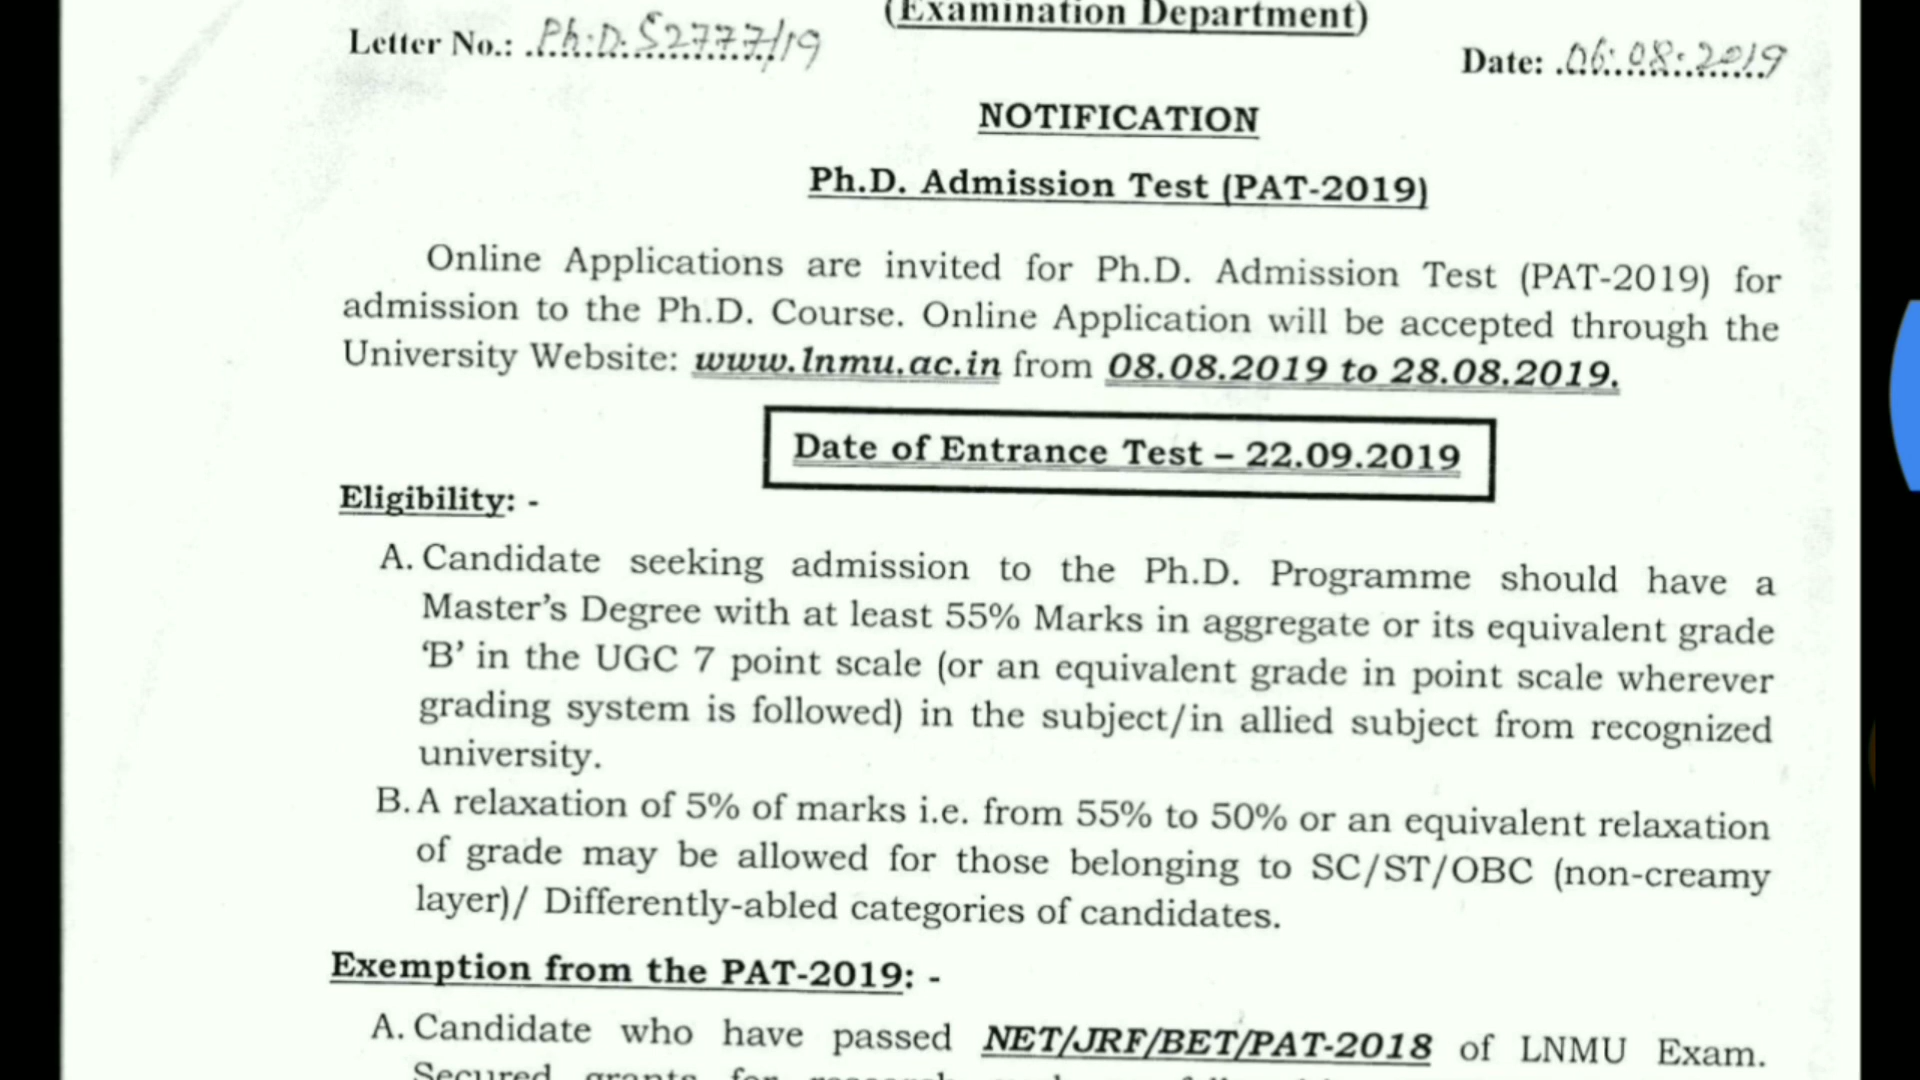 (Examination Department)
Letter No.: Ph.D. S2777/19
Date: 06.08.2019
NOTIFICATION
Ph.D. Admission Test (PAT-2019)
Online Applications are invited for Ph.D. Admission Test (PAT-2019) for
admission to the Ph.D. Course. Online Application will be accepted through the
University Website: www.lnmu.ac.in from 08.08.2019 to 28.08.2019.
Date of Entrance Test – 22.09.2019
Eligibility: -
A. Candidate seeking admission to the Ph.D. Programme should have a
Master’s Degree with at least 55% Marks in aggregate or its equivalent grade
‘B’ in the UGC 7 point scale (or an equivalent grade in point scale wherever
grading system is followed) in the subject/in allied subject from recognized
university.
B. A relaxation of 5% of marks i.e. from 55% to 50% or an equivalent relaxation
of grade may be allowed for those belonging to SC/ST/OBC (non-creamy
layer)/ Differently-abled categories of candidates.
Exemption from the PAT-2019: -
A. Candidate who have passed NET/JRF/BET/PAT-2018 of LNMU Exam.
Secured grants for research